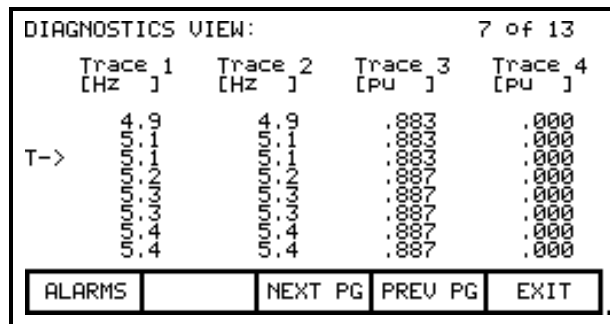 DIAGNOSTICS VIEW: 7 of 13
Trace 1 Trace 2 Trace 3 Trace 4
[Hz ] [Hz ] [pu ] [pu ]
4.9 4.9 .883 .000
5.1 5.1 .883 .000
T-> 5.1 5.1 .883 .000
5.2 5.2 .887 .000
5.3 5.3 .887 .000
5.3 5.3 .887 .000
5.4 5.4 .887 .000
5.4 5.4 .887 .000
ALARMS NEXT PG PREV PG EXIT